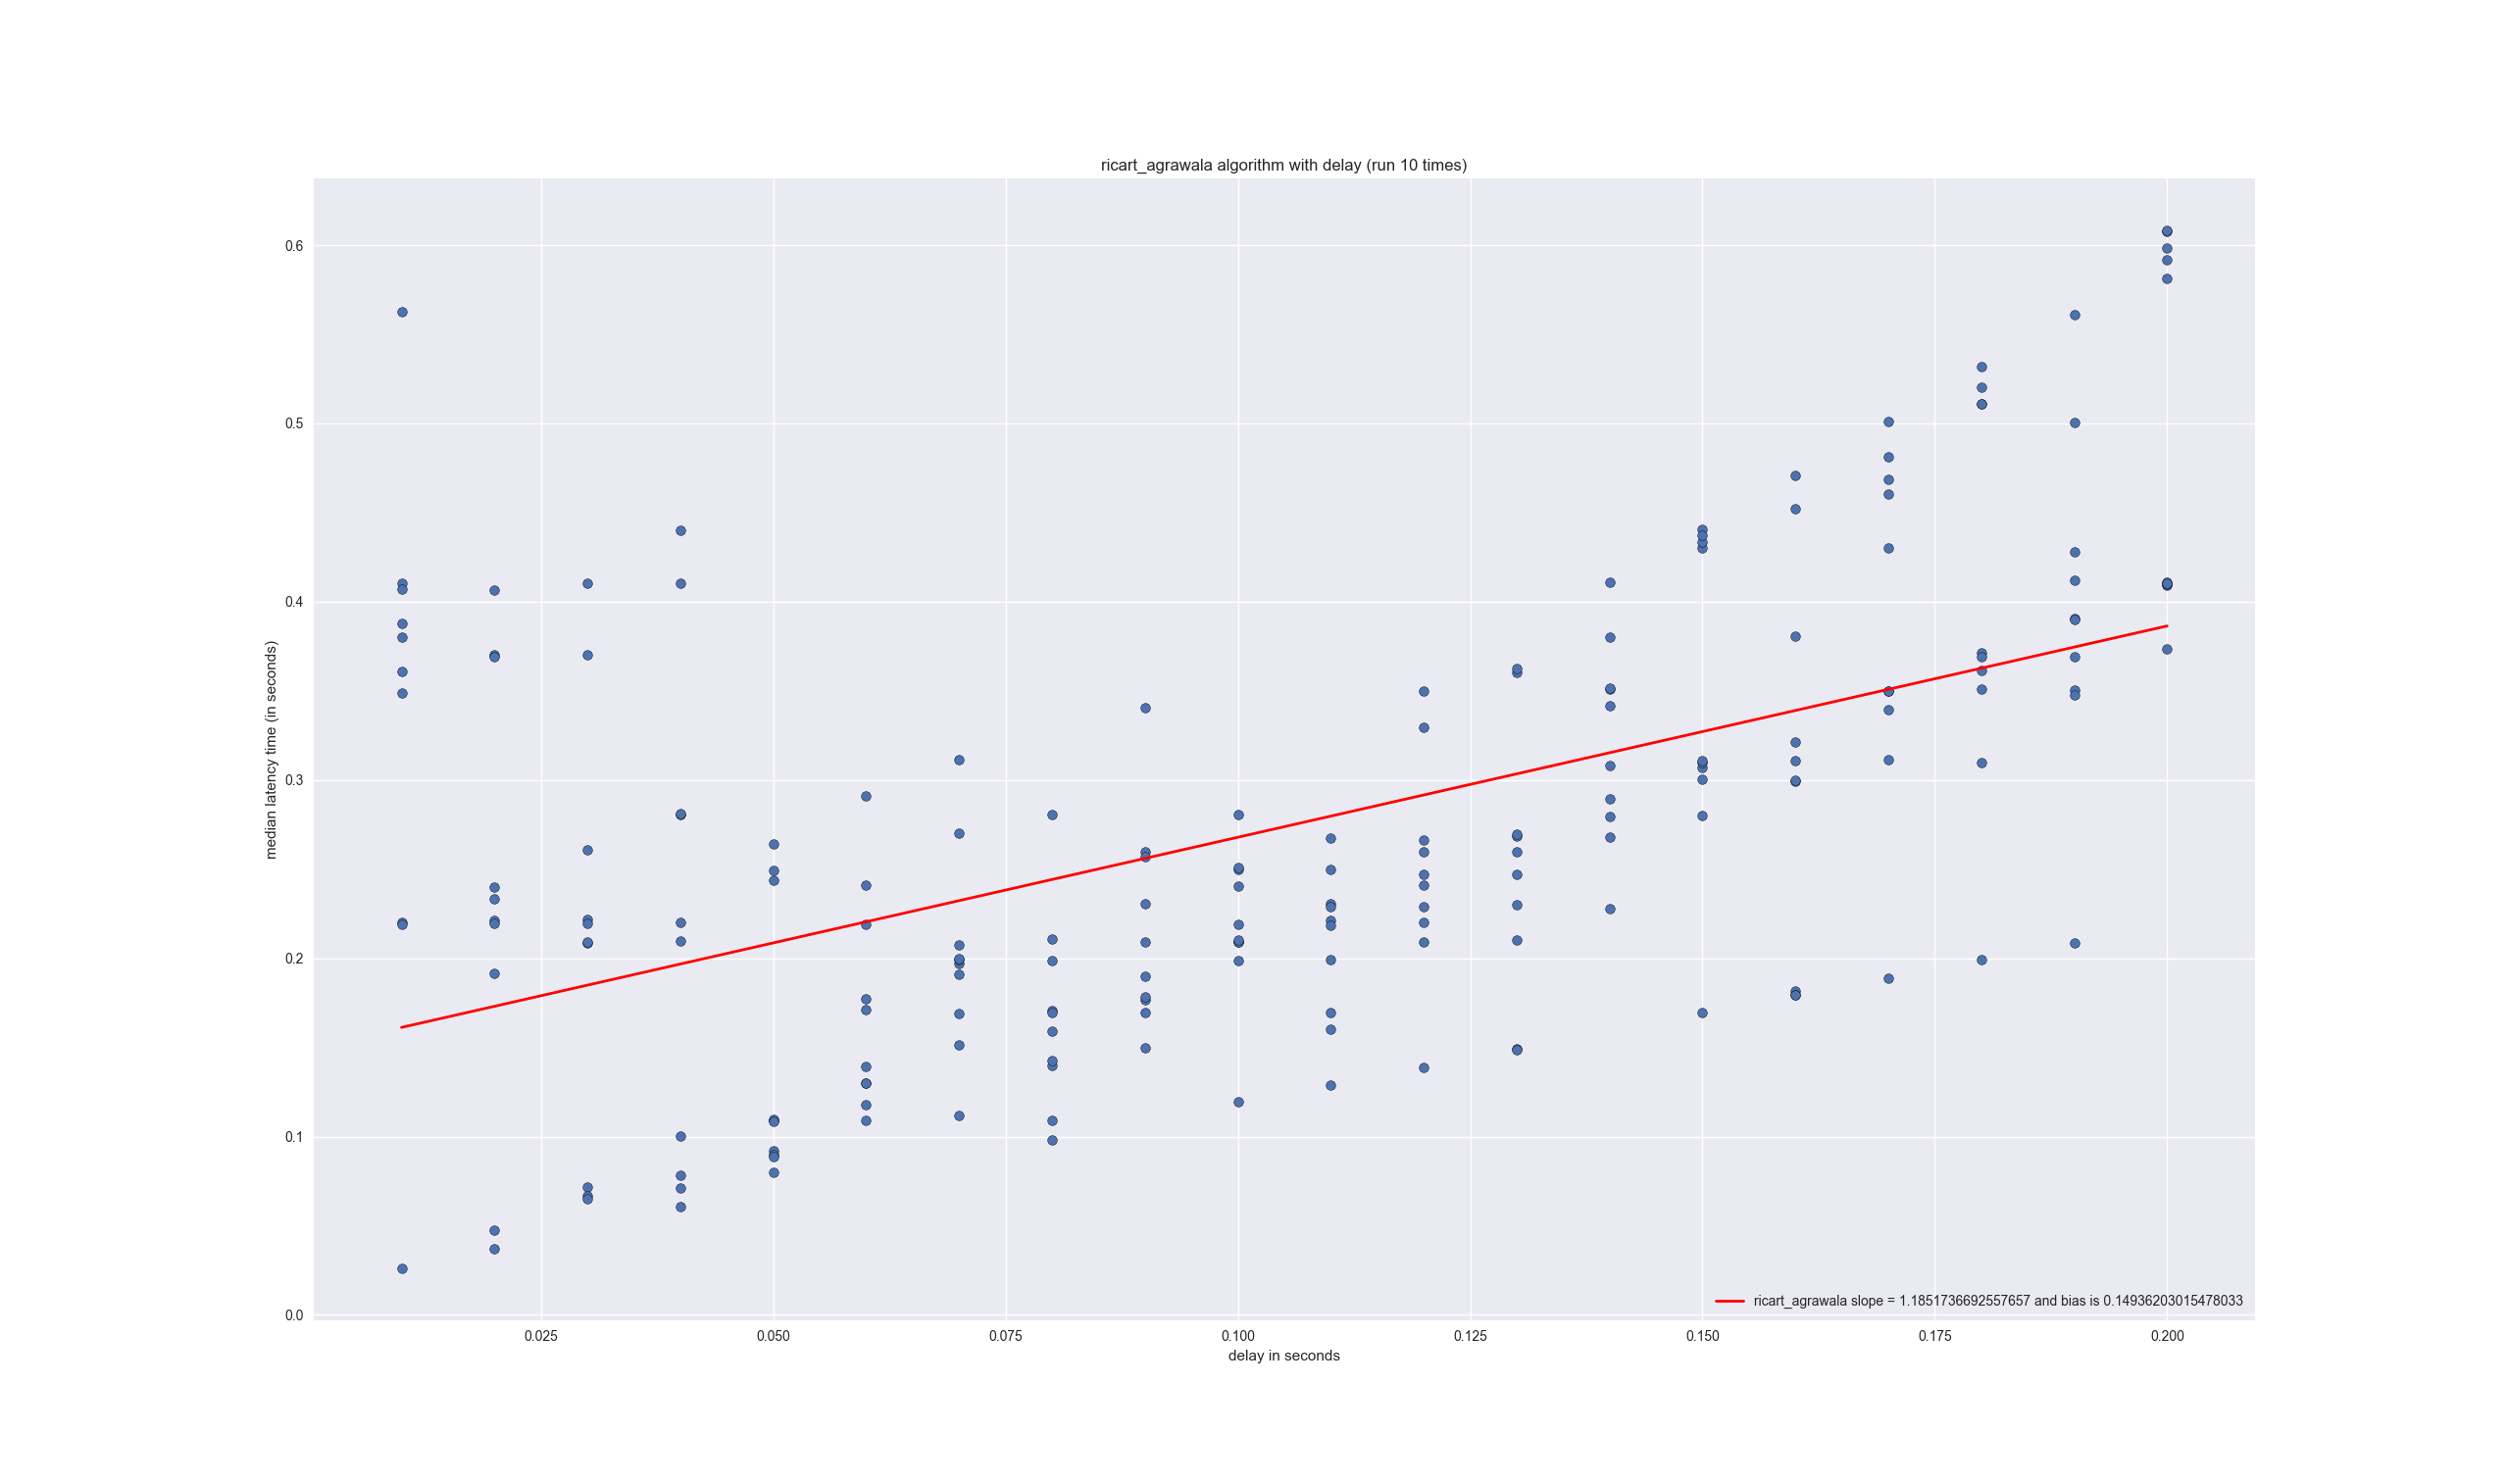 ricart_agrawala algorithm with delay (run 10 times)
0.6
0.5
0.4
0.3
0.2
0.1
0.0
median latency time (in seconds)
ricart_agrawala slope = 1.1851736692557657 and bias is 0.14936203015478033
0.025 0.050 0.075 0.100 0.125 0.150 0.175 0.200
delay in seconds